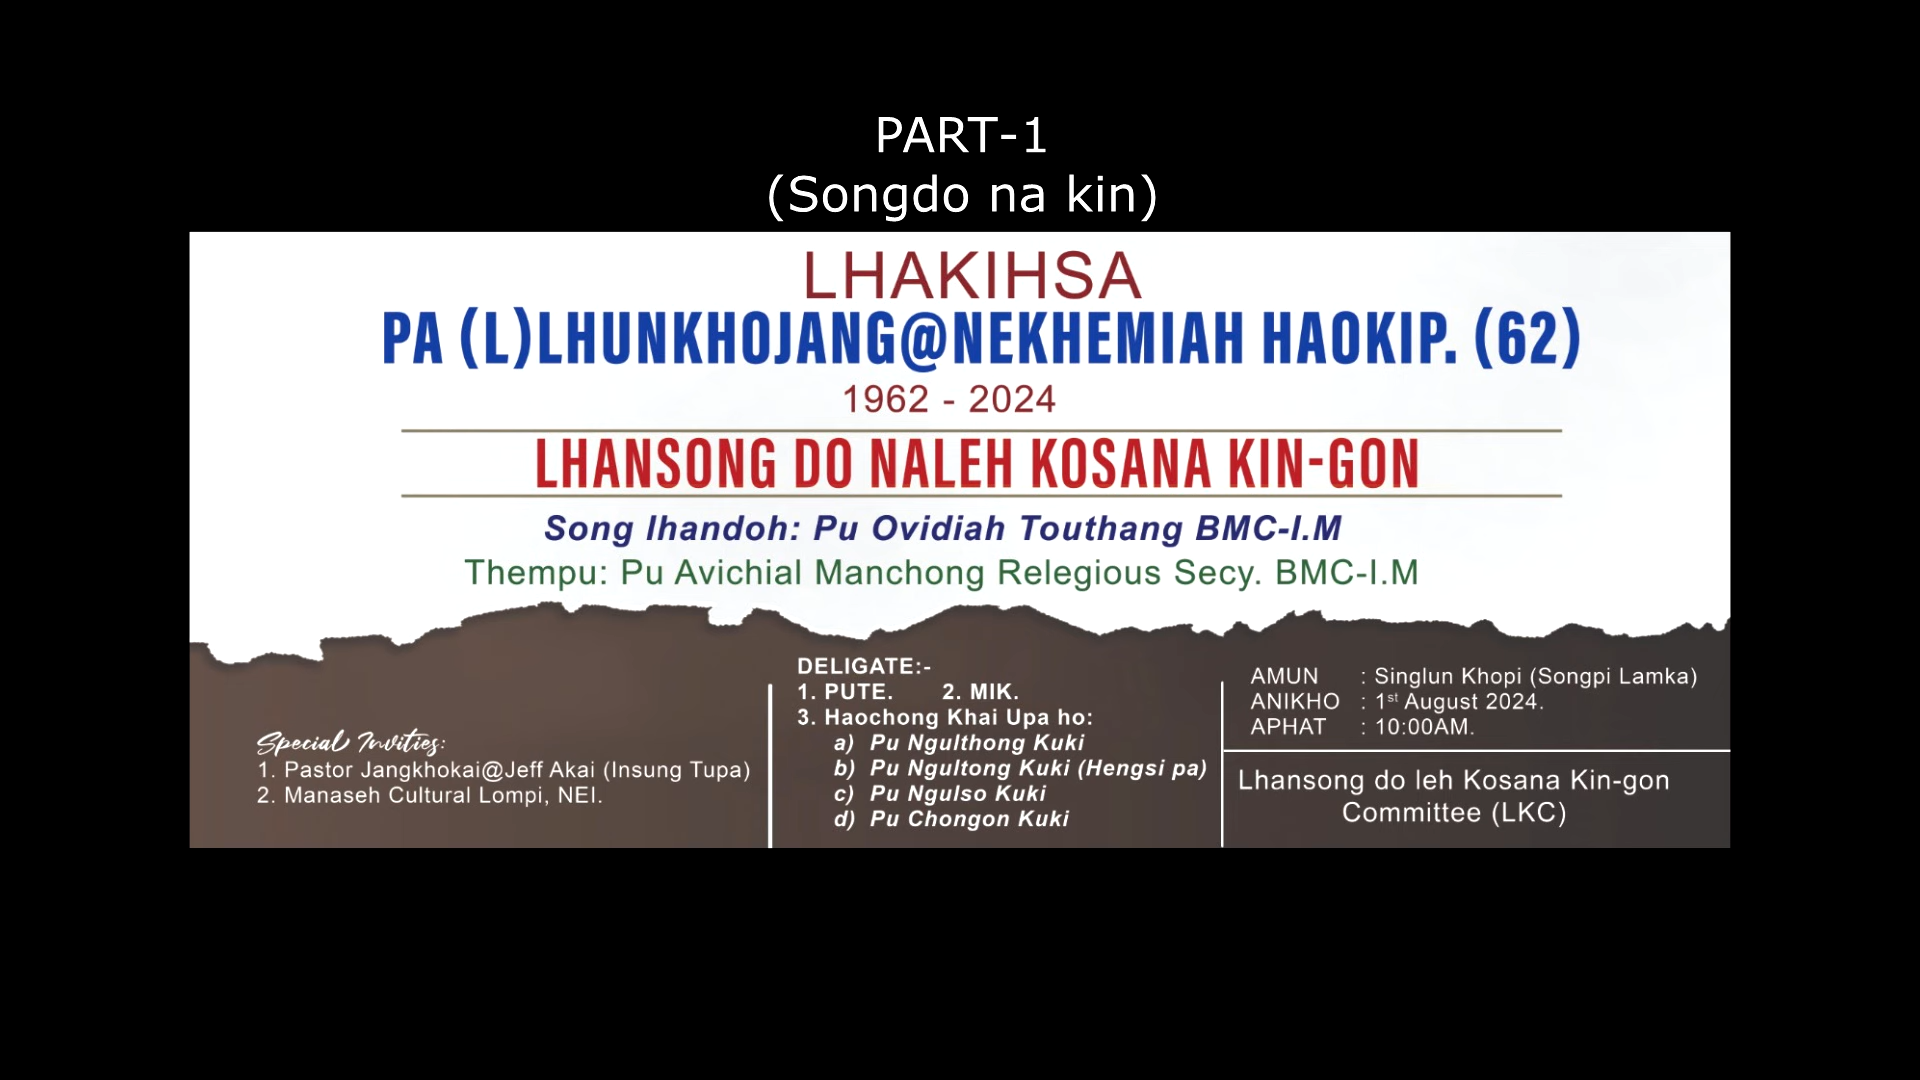 PART-1
(Songdo na kin)
LHAKIHSA
PA (L)LHUNKHOJANG@NEKHEMIAH HAOKIP. (62)
1962 - 2024
LHANSONG DO NALEH KOSANA KIN-GON
Song lhandoh: Pu Ovidiah Touthang BMC-I.M
Thempu: Pu Avichial Manchong Relegious Secy. BMC-I.M
Special Invities:
1. Pastor Jangkhokai@Jeff Akai (Insung Tupa)
2. Manaseh Cultural Lompi, NEI.
DELIGATE:-
1. PUTE. 2. MIK.
3. Haochong Khai Upa ho:
a) Pu Ngulthong Kuki
b) Pu Ngultong Kuki (Hengsi pa)
c) Pu Ngulso Kuki
d) Pu Chongon Kuki
AMUN : Singlun Khopi (Songpi Lamka)
ANIKHO : 1st August 2024.
APHAT : 10:00AM.
Lhansong do leh Kosana Kin-gon
Committee (LKC)